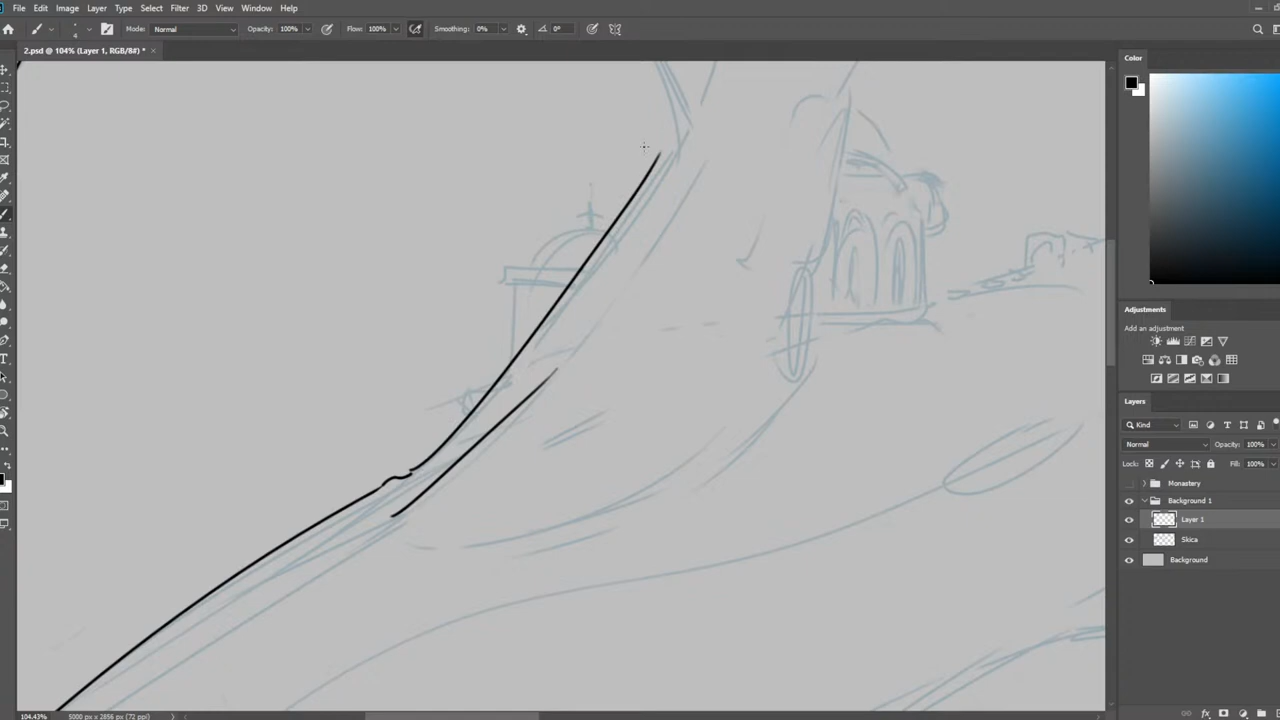 File Edit Image Layer Type Select Filter 3D View Window Help
4 Mode: Normal Opacity: 100% Flow: 100% Smoothing: 0% 0°
2.psd @ 104% (Layer 1, RGB/8#) * ×
Color
Adjustments
Add an adjustment
Layers
Kind
Normal Opacity: 100%
Lock: Fill: 100%
Monastery
Background 1
Layer 1
Skica
Background
104.43% 5000 px x 2856 px (72 ppi)